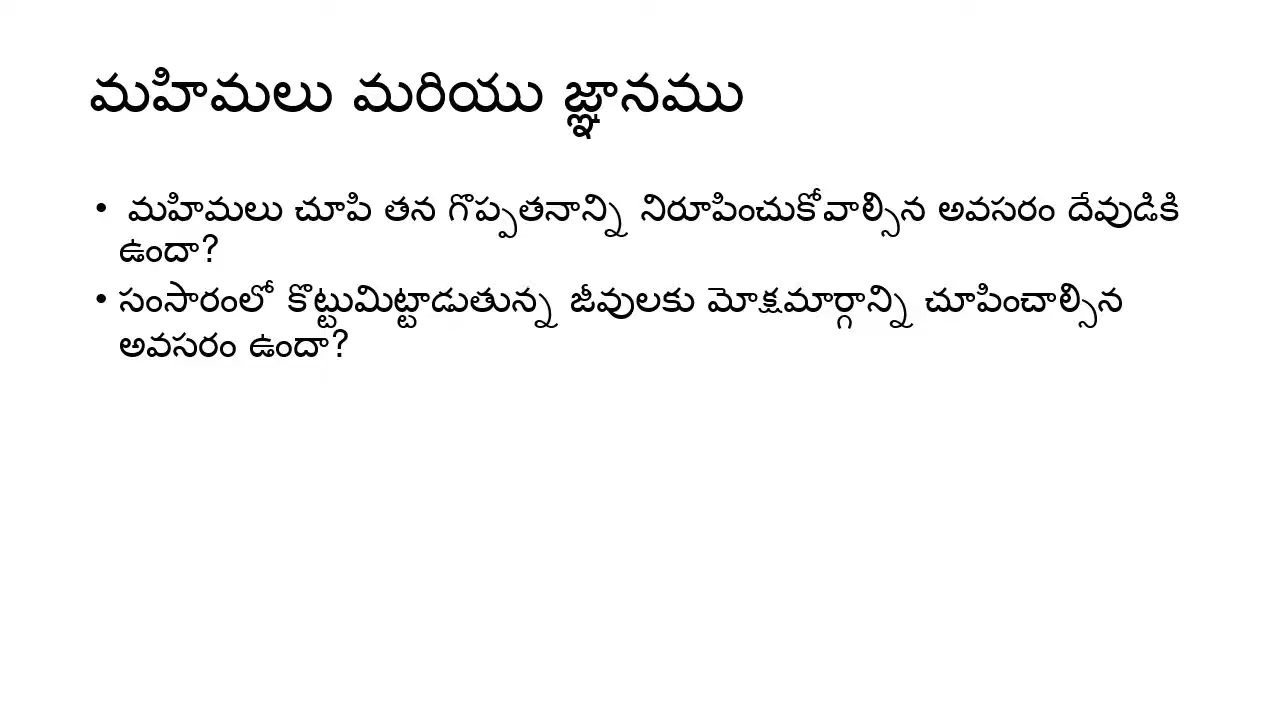 మహిమలు మరియు జ్ఞానము
• మహిమలు చూపి తన గొప్పతనాన్ని నిరూపించుకోవాల్సిన అవసరం దేవుడికి
ఉందా?
• సంసారంలో కొట్టుమిట్టాడుతున్న జీవులకు మోక్షమార్గాన్ని చూపించాల్సిన
అవసరం ఉందా?